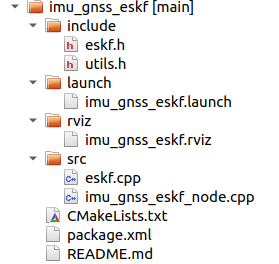 imu_gnss_eskf [main]
include
eskf.h
utils.h
launch
imu_gnss_eskf.launch
rviz
imu_gnss_eskf.rviz
src
eskf.cpp
imu_gnss_eskf_node.cpp
CMakeLists.txt
package.xml
README.md